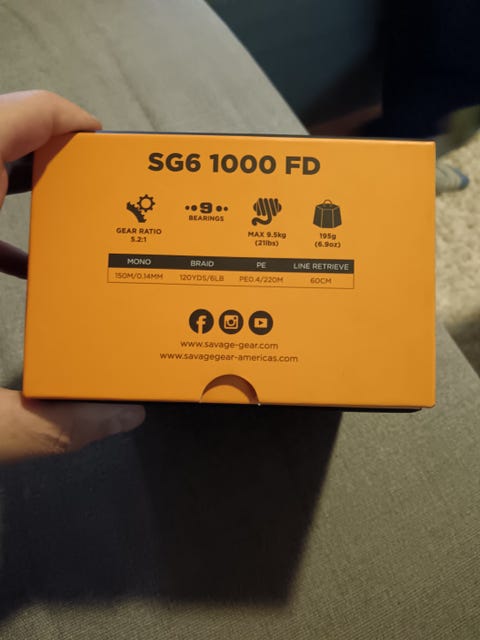 SG6 1000 FD
GEAR RATIO
5.2:1
9
BEARINGS
MAX 9.5kg
(21lbs)
195g
(6.9oz)
MONO BRAID PE LINE RETRIEVE
150M/0.14MM 120YDS/6LB PE0.4/220M 60CM
www.savage-gear.com
www.savagegear-americas.com